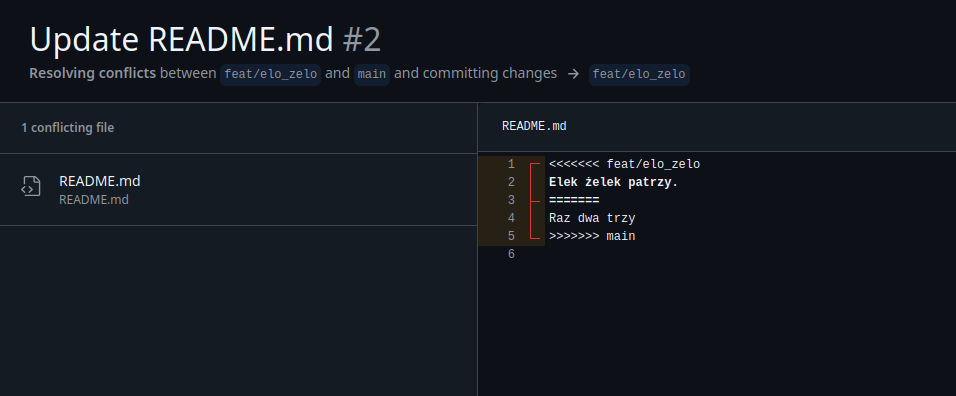 Update README.md #2
Resolving conflicts between feat/elo_zelo and main and committing changes → feat/elo_zelo
1 conflicting file
README.md
README.md
README.md
1 <<<<<<< feat/elo_zelo
2 Elek żelek patrzy.
3 =======
4 Raz dwa trzy
5 >>>>>>> main
6